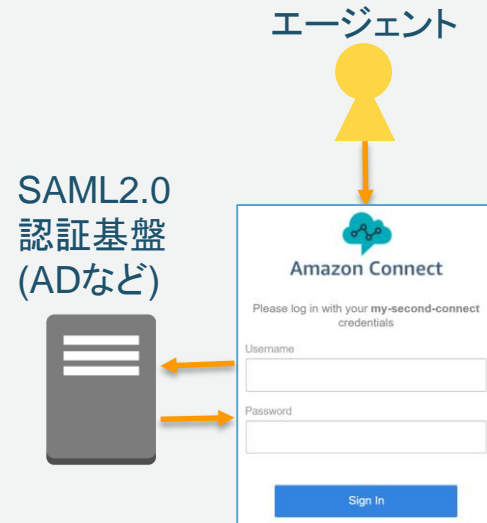 エージェント
SAML2.0
認証基盤
(ADなど)
Amazon Connect
Please log in with your my-second-connect
credentials
Username
Password
Sign In